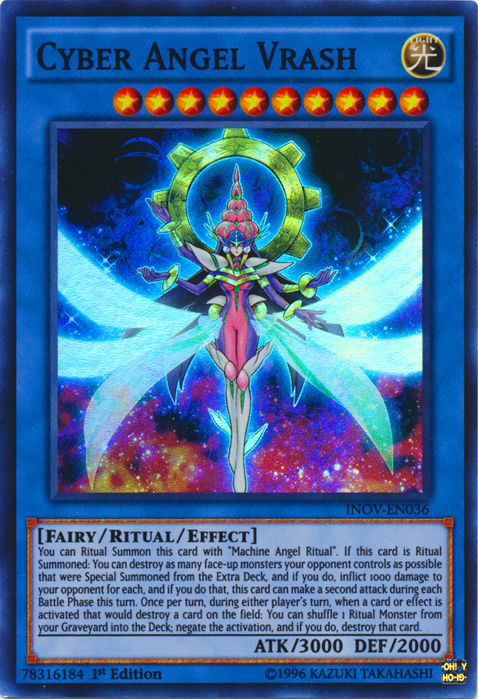 CYBER ANGEL VRASH
LIGHT
光
INOV-EN036
[FAIRY/RITUAL/EFFECT]
You can Ritual Summon this card with "Machine Angel Ritual". If this card is Ritual
Summoned: You can destroy as many face-up monsters your opponent controls as possible
that were Special Summoned from the Extra Deck, and if you do, inflict 1000 damage to
your opponent for each, and if you do that, this card can make a second attack during each
Battle Phase this turn. Once per turn, during either player's turn, when a card or effect is
activated that would destroy a card on the field: You can shuffle 1 Ritual Monster from
your Graveyard into the Deck; negate the activation, and if you do, destroy that card.
ATK/3000 DEF/2000
78316184 1st Edition ©1996 KAZUKI TAKAHASHI